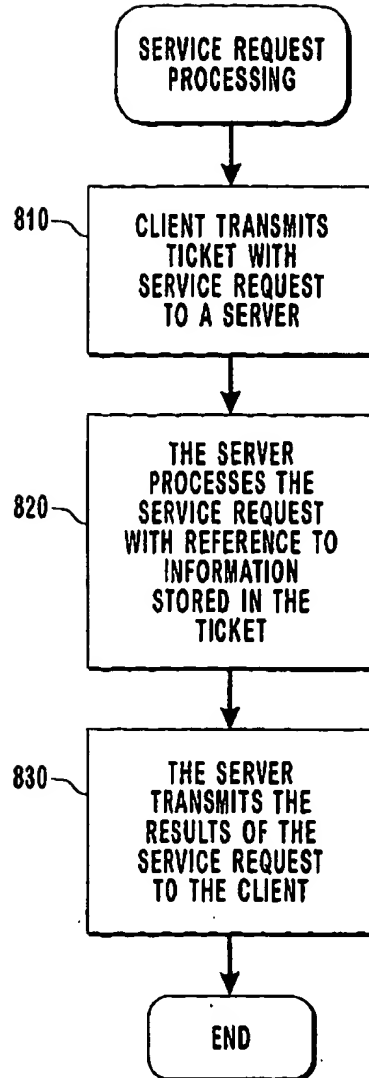 SERVICE REQUEST
PROCESSING
810
CLIENT TRANSMITS
TICKET WITH
SERVICE REQUEST
TO A SERVER
820
THE SERVER
PROCESSES THE
SERVICE REQUEST
WITH REFERENCE TO
INFORMATION
STORED IN THE
TICKET
830
THE SERVER
TRANSMITS THE
RESULTS OF THE
SERVICE REQUEST
TO THE CLIENT
END